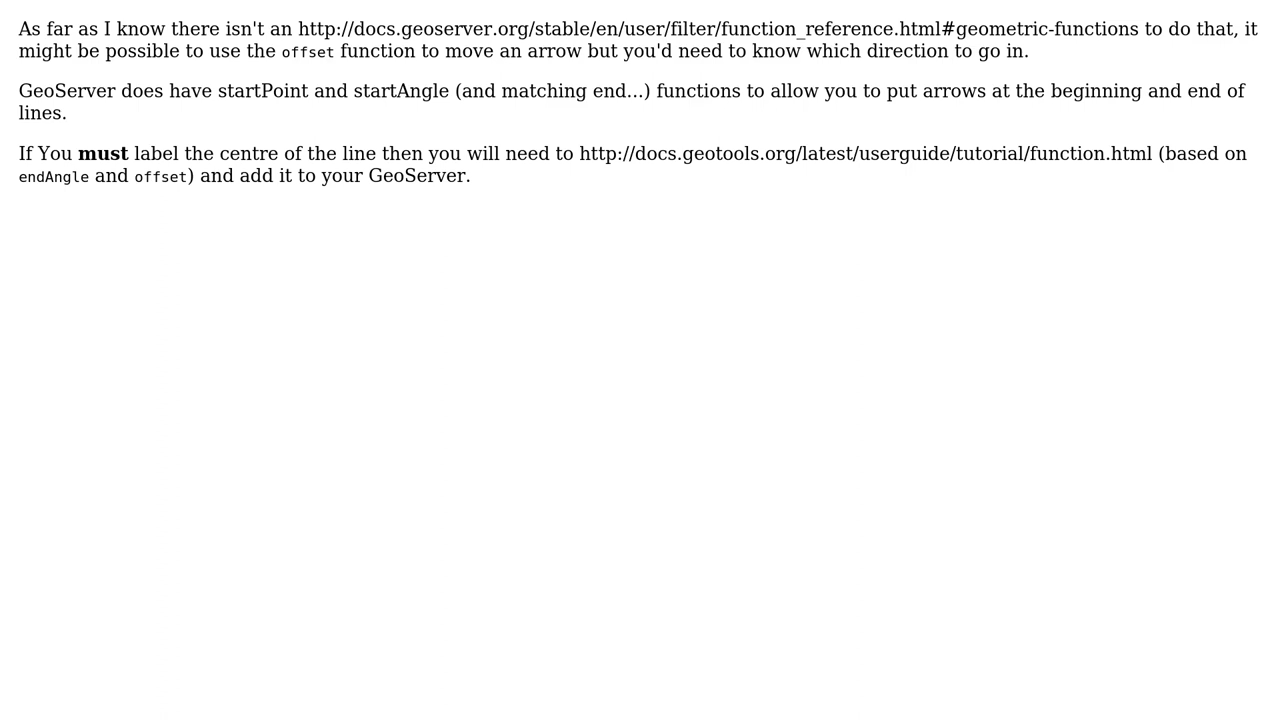 As far as I know there isn't an http://docs.geoserver.org/stable/en/user/filter/function_reference.html#geometric-functions to do that, it
might be possible to use the offset function to move an arrow but you'd need to know which direction to go in.
GeoServer does have startPoint and startAngle (and matching end...) functions to allow you to put arrows at the beginning and end of
lines.
If You must label the centre of the line then you will need to http://docs.geotools.org/latest/userguide/tutorial/function.html (based on
endAngle and offset) and add it to your GeoServer.